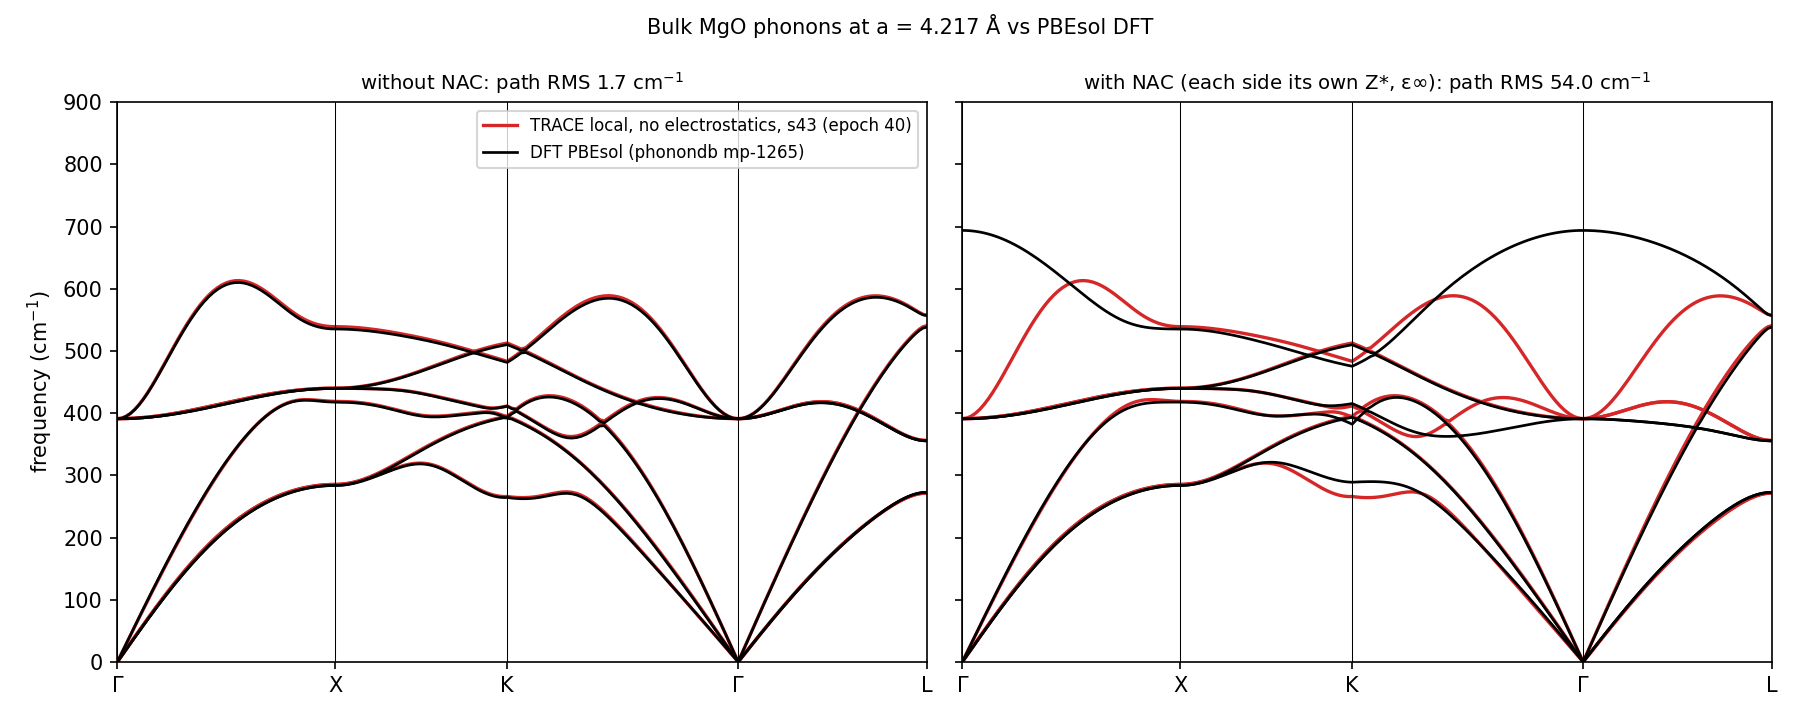 Bulk MgO phonons at a = 4.217 Å vs PBEsol DFT
without NAC: path RMS 1.7 cm⁻¹
with NAC (each side its own Z*, ε∞): path RMS 54.0 cm⁻¹
TRACE local, no electrostatics, s43 (epoch 40)
DFT PBEsol (phonondb mp-1265)
frequency (cm⁻¹)
900
800
700
600
500
400
300
200
100
0
Γ X K Γ L
Γ X K Γ L